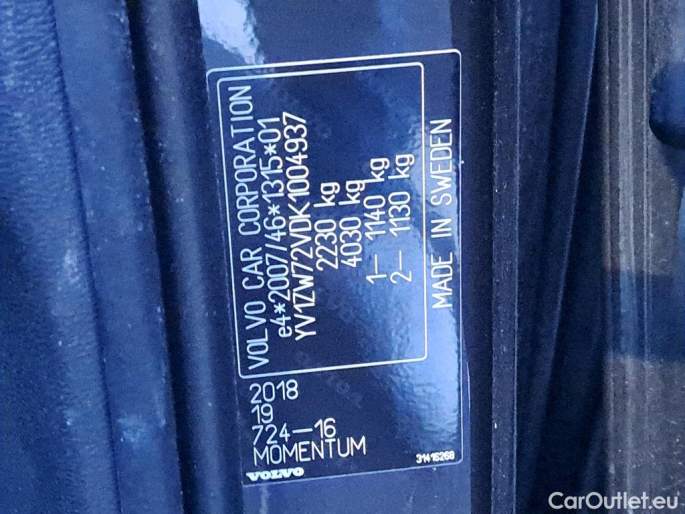 VOLVO CAR CORPORATION
e4*2007/46*1315*01
YV1ZW72VDK1004937
2230 kg
4030 kg
1— 1140 kg
2— 1130 kg
MADE IN SWEDEN
2018
19
724—16
MOMENTUM
VOLVO
31415268
CarOutlet.eu